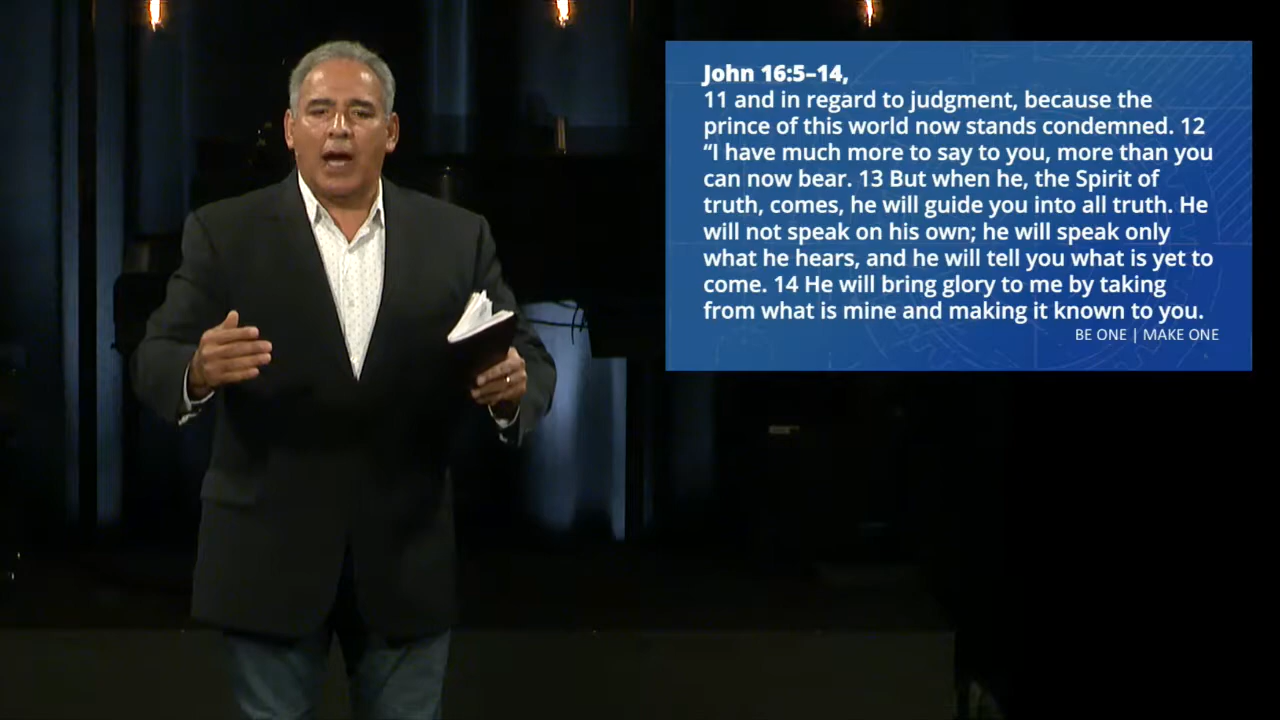 John 16:5–14,
11 and in regard to judgment, because the
prince of this world now stands condemned. 12
“I have much more to say to you, more than you
can now bear. 13 But when he, the Spirit of
truth, comes, he will guide you into all truth. He
will not speak on his own; he will speak only
what he hears, and he will tell you what is yet to
come. 14 He will bring glory to me by taking
from what is mine and making it known to you.
BE ONE | MAKE ONE